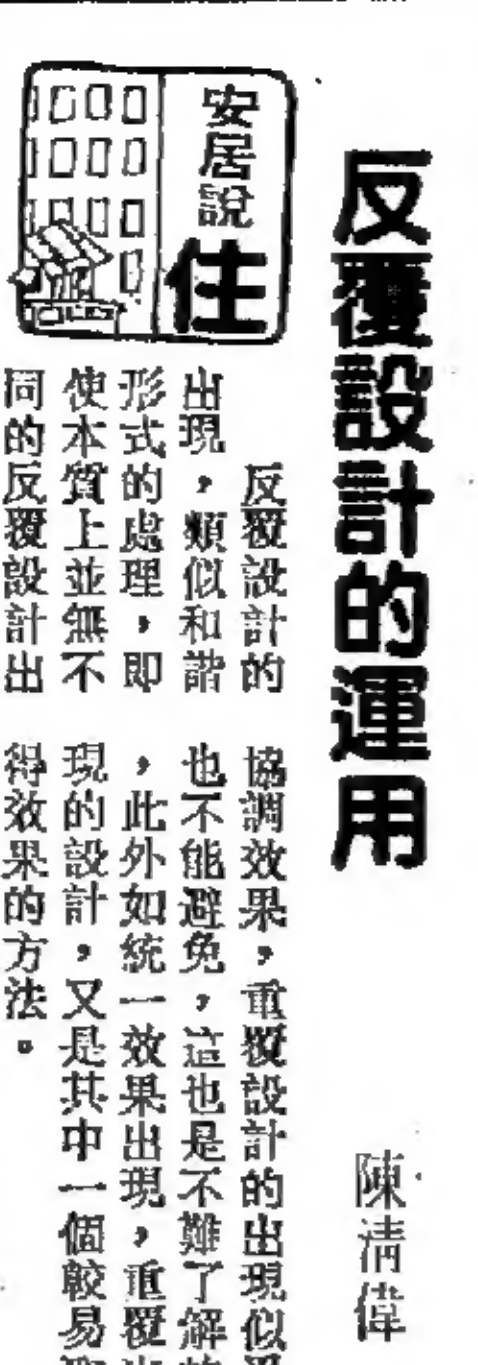 反覆設計的運用
陳清偉
安居說
住
反覆設計的
出現，類似和諧
形式的處理，即
使本質上並無不
同的反覆設計出
協調效果，重覆設計的出現似
也不能避免，這也是不難了解
，此外如統一效果出現，重覆
現的設計，又是其中一個較易
得效果的方法。